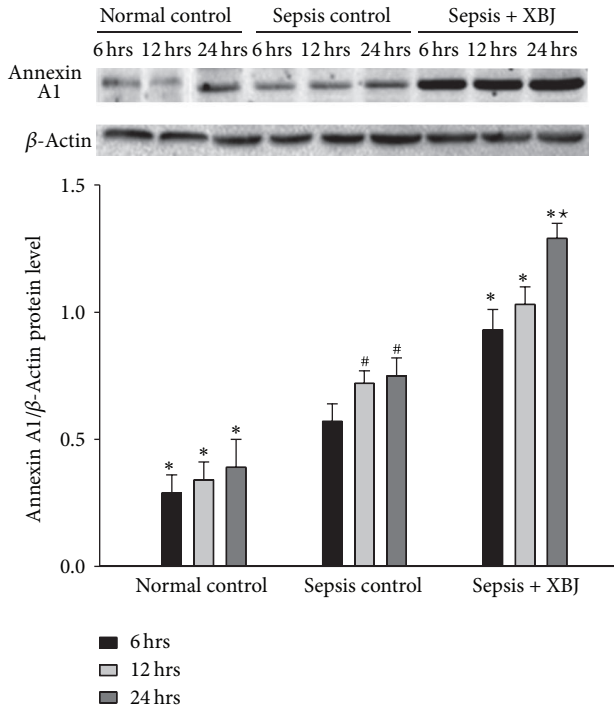 Normal control Sepsis control Sepsis + XBJ
6 hrs 12 hrs 24 hrs 6 hrs 12 hrs 24 hrs 6 hrs 12 hrs 24 hrs
Annexin
A1
β-Actin
Annexin A1/β-Actin protein level
1.5
1.0
0.5
0.0
* * *
# #
* * *⋆
Normal control Sepsis control Sepsis + XBJ
6 hrs
12 hrs
24 hrs